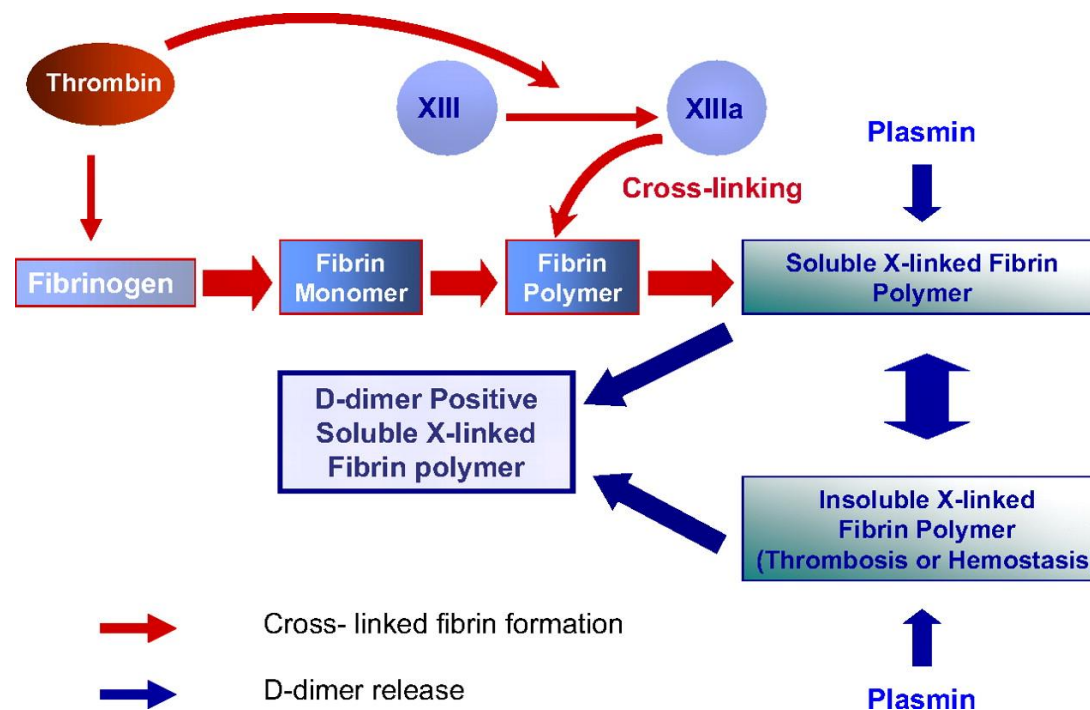 Thrombin
XIII
XIIIa
Plasmin
Cross-linking
Fibrinogen
Fibrin
Monomer
Fibrin
Polymer
Soluble X-linked Fibrin
Polymer
D-dimer Positive
Soluble X-linked
Fibrin polymer
Insoluble X-linked
Fibrin Polymer
(Thrombosis or Hemostasis
Cross- linked fibrin formation
D-dimer release
Plasmin